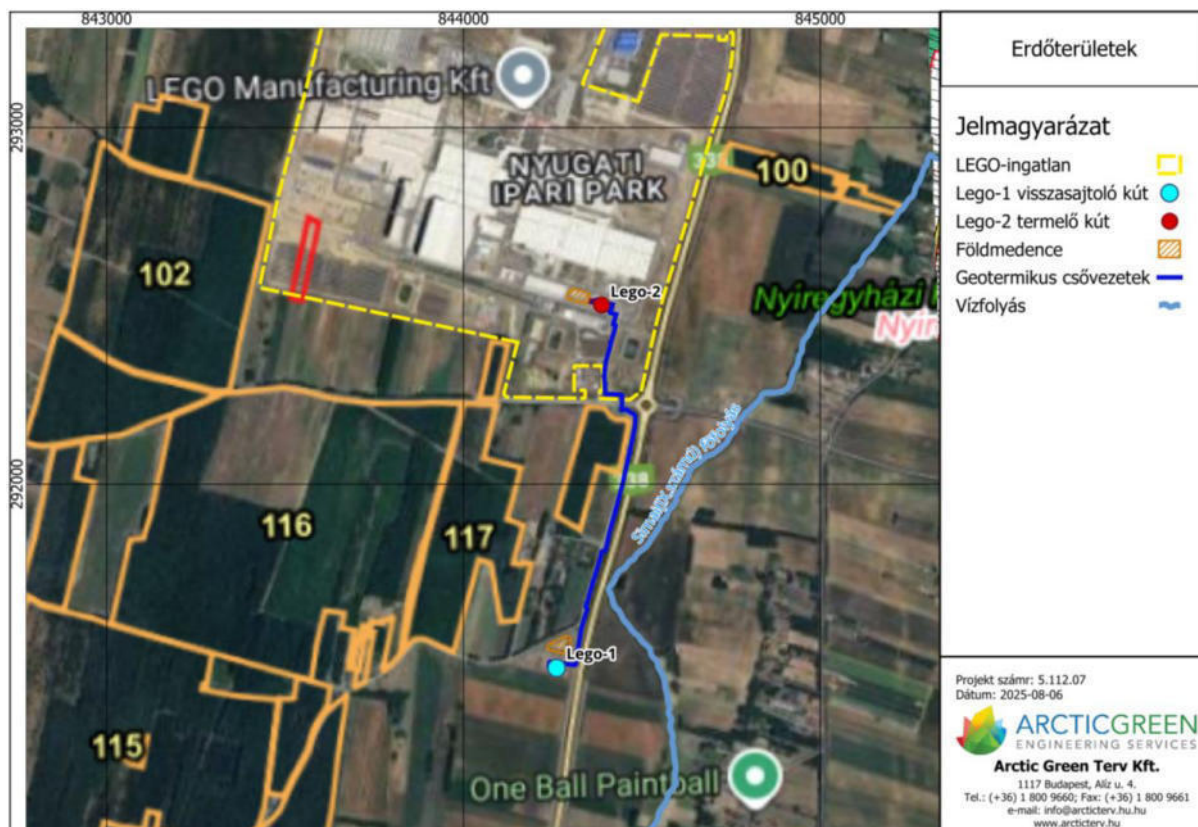 843000
844000
845000
293000
292000
LEGO Manufacturing Kft
NYUGATI
IPARI PARK
100
102
Lego-2
Nyíregyházi
116
117
Lego-1
115
One Ball Paintball
Erdőterületek
Jelmagyarázat
LEGO-ingatlan
Lego-1 visszasajtoló kút
Lego-2 termelő kút
Földmedence
Geotermikus csővezetek
Vízfolyás
Projekt számr: 5.112.07
Dátum: 2025-08-06
ARCTICGREEN
ENGINEERING SERVICES
Arctic Green Terv Kft.
1117 Budapest, Alíz u. 4.
Tel.: (+36) 1 800 9660; Fax: (+36) 1 800 9661
e-mail: info@arcticterv.hu.hu
www.arcticterv.hu